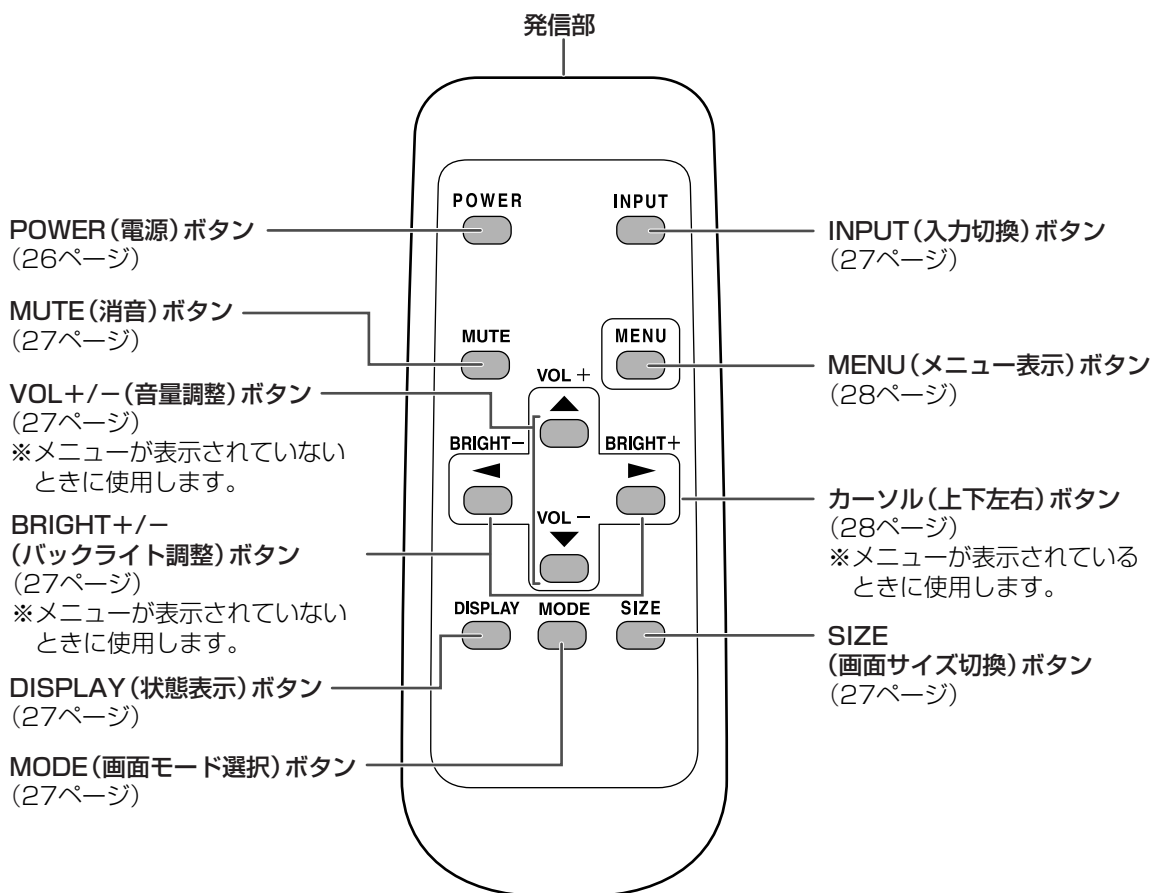 発信部
POWER（電源）ボタン
（26ページ）
MUTE（消音）ボタン
（27ページ）
VOL＋/−（音量調整）ボタン
（27ページ）
※メニューが表示されていない
ときに使用します。
BRIGHT＋/−
（バックライト調整）ボタン
（27ページ）
※メニューが表示されていない
ときに使用します。
DISPLAY（状態表示）ボタン
（27ページ）
MODE（画面モード選択）ボタン
（27ページ）
POWER
INPUT
MUTE
MENU
VOL +
BRIGHT−
BRIGHT+
VOL −
DISPLAY
MODE
SIZE
INPUT（入力切換）ボタン
（27ページ）
MENU（メニュー表示）ボタン
（28ページ）
カーソル（上下左右）ボタン
（28ページ）
※メニューが表示されている
ときに使用します。
SIZE
（画面サイズ切換）ボタン
（27ページ）